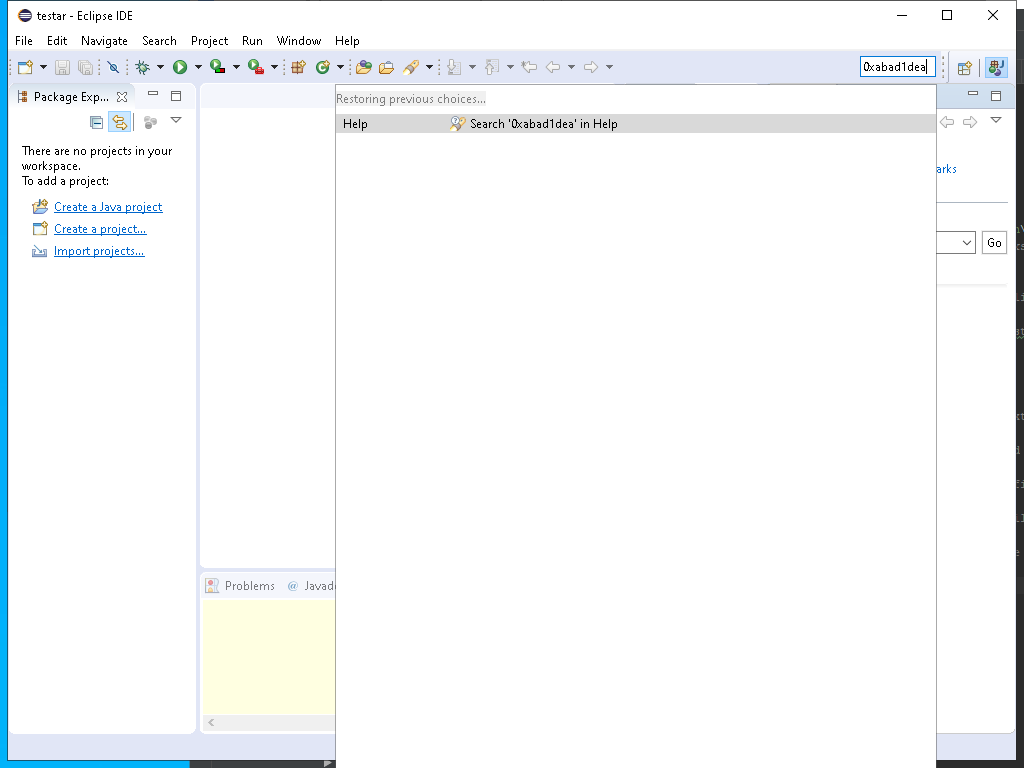 testar - Eclipse IDE
File Edit Navigate Search Project Run Window Help
0xabad1dea
Package Exp...
Restoring previous choices...
Help Search '0xabad1dea' in Help
There are no projects in your
workspace.
To add a project:
Create a Java project
Create a project...
Import projects...
arks
Go
Problems @ Javad